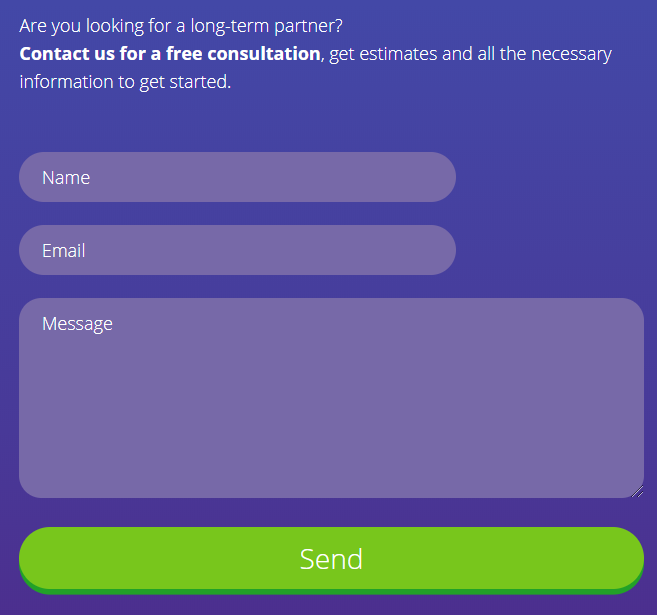 Are you looking for a long-term partner?
Contact us for a free consultation, get estimates and all the necessary
information to get started.
Name
Email
Message
Send